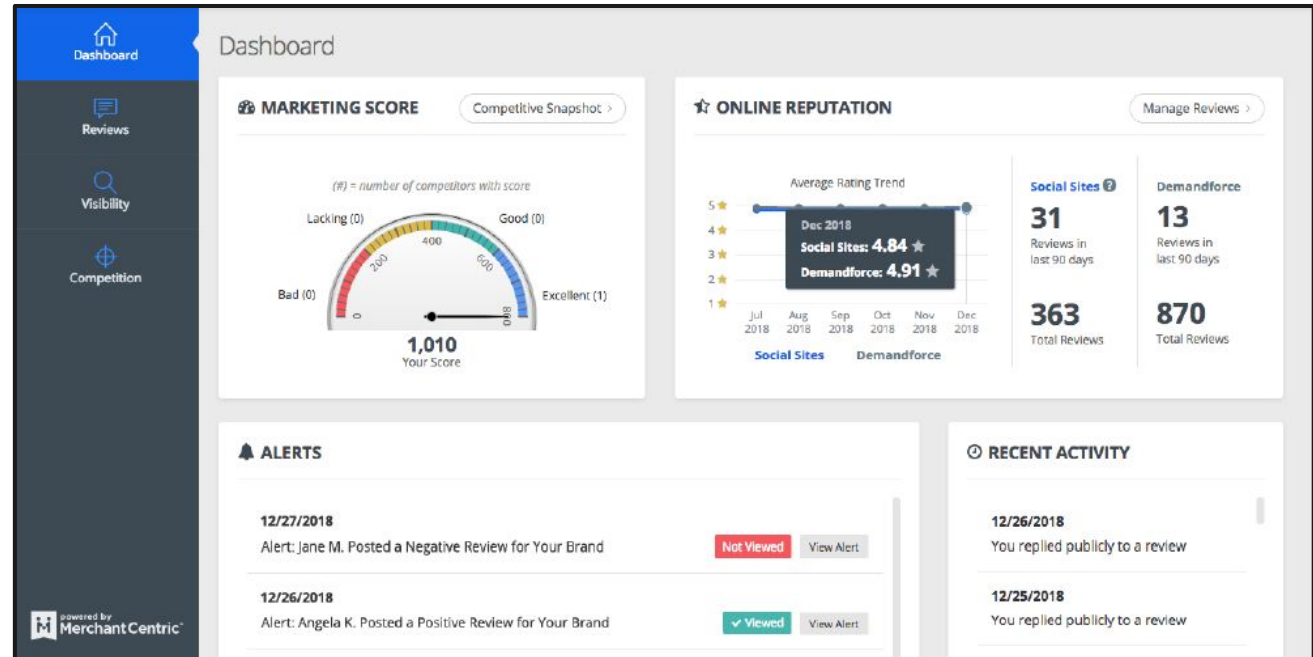 Dashboard
Reviews
Visibility
Competition
powered by
MerchantCentric
Dashboard
MARKETING SCORE
Competitive Snapshot >
(#) = number of competitors with score
Lacking (0)
Good (0)
400
200
600
Bad (0)
Excellent (1)
0
800
1,010
Your Score
ONLINE REPUTATION
Manage Reviews >
Average Rating Trend
5
4
3
2
1
Dec 2018
Social Sites: 4.84
Demandforce: 4.91
Jul Aug Sep Oct Nov Dec
2018 2018 2018 2018 2018 2018
Social Sites Demandforce
Social Sites ?
31
Reviews in
last 90 days
363
Total Reviews
Demandforce
13
Reviews in
last 90 days
870
Total Reviews
ALERTS
12/27/2018
Alert: Jane M. Posted a Negative Review for Your Brand
Not Viewed View Alert
12/26/2018
Alert: Angela K. Posted a Positive Review for Your Brand
✓ Viewed View Alert
RECENT ACTIVITY
12/26/2018
You replied publicly to a review
12/25/2018
You replied publicly to a review